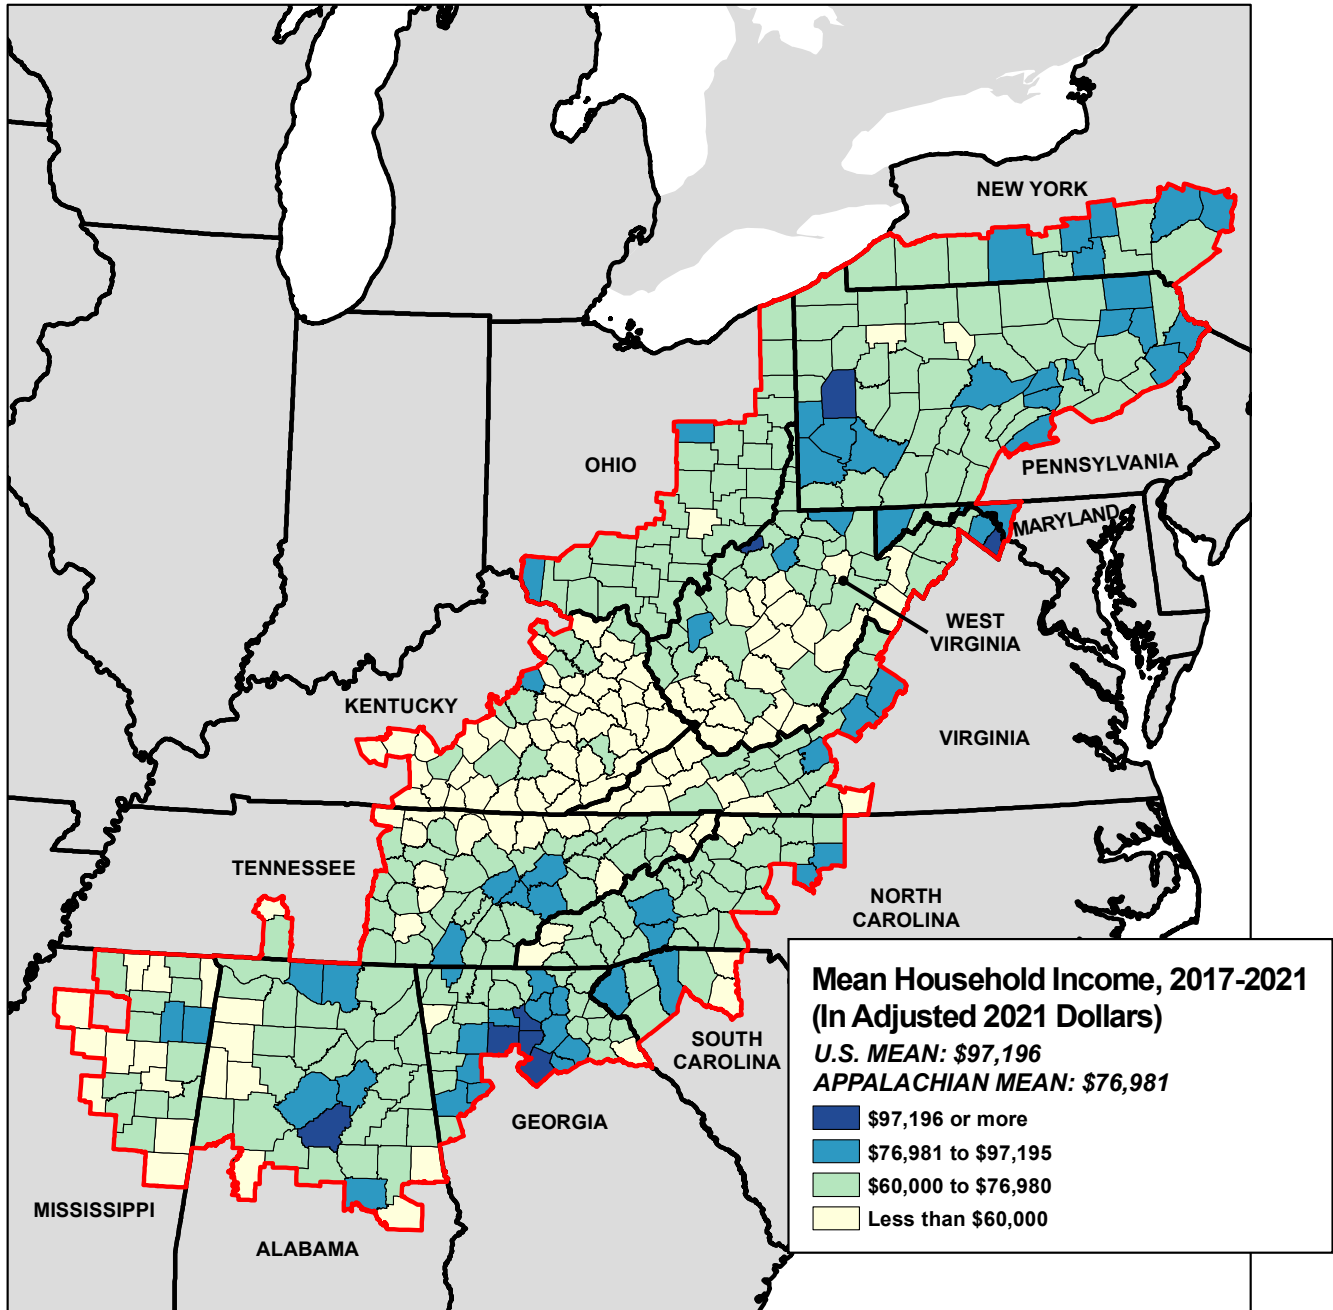 NEW YORK
OHIO
PENNSYLVANIA
MARYLAND
WEST
VIRGINIA
KENTUCKY
VIRGINIA
TENNESSEE
NORTH
CAROLINA
SOUTH
CAROLINA
GEORGIA
MISSISSIPPI
ALABAMA
Mean Household Income, 2017-2021
(In Adjusted 2021 Dollars)
U.S. MEAN: $97,196
APPALACHIAN MEAN: $76,981
$97,196 or more
$76,981 to $97,195
$60,000 to $76,980
Less than $60,000